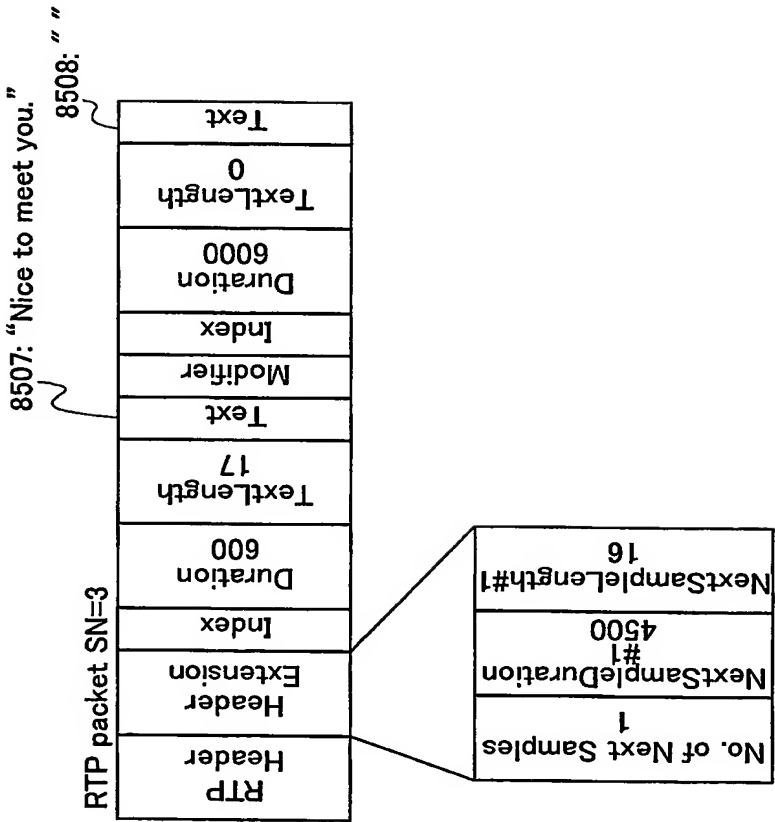 RTP packet SN=3
8507: “Nice to meet you.”
8508: “ ”
RTP
Header
Header
Extension
Index
Duration
600
TextLength
17
Text
Modifier
Index
Duration
6000
TextLength
0
Text
No. of Next Samples
1
NextSampleDuration
#1
4500
NextSampleLength#1
16